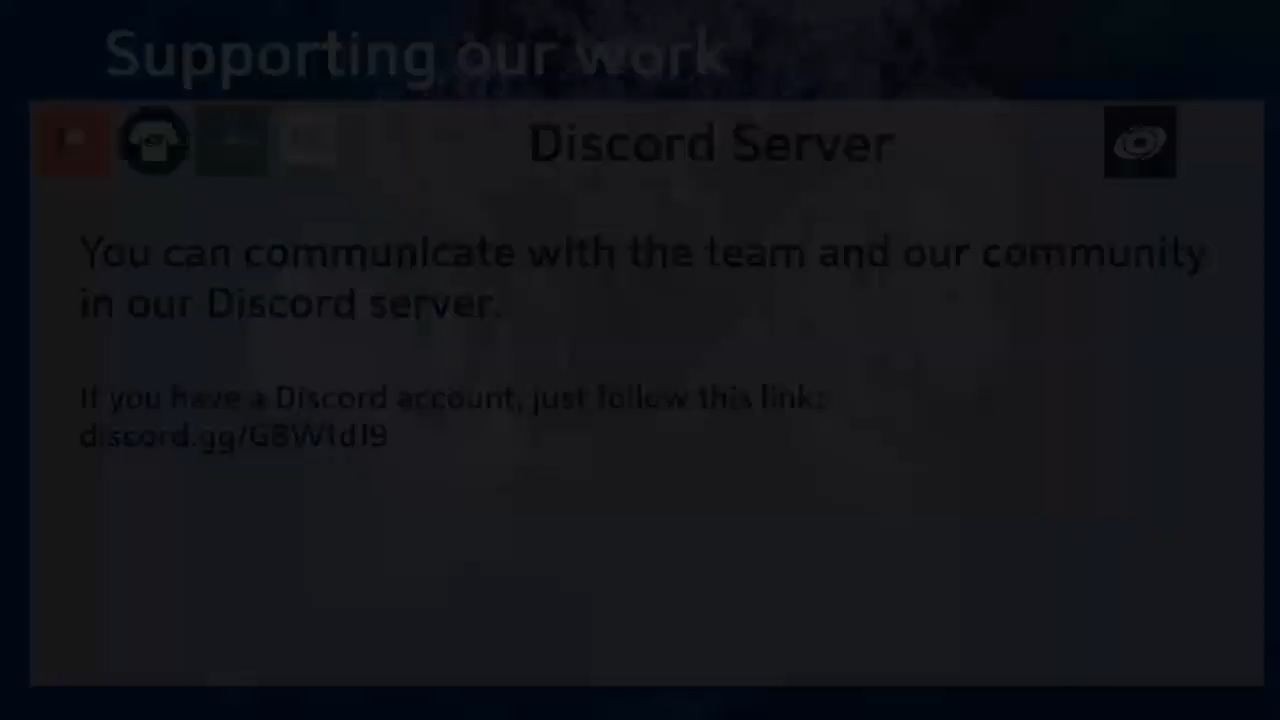 Supporting our work
Discord Server
You can communicate with the team and our community
in our Discord server.
If you have a Discord account, just follow this link: